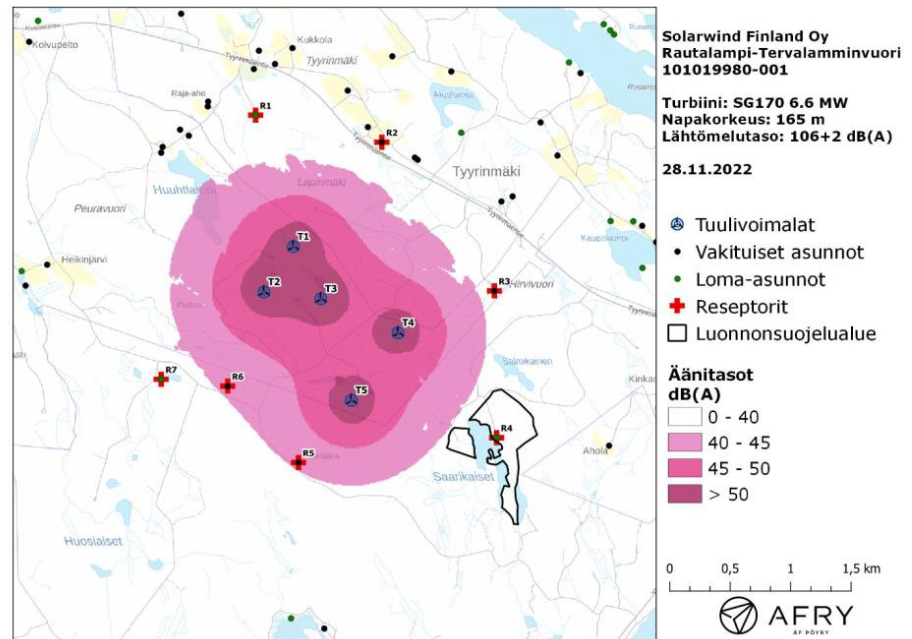 Solarwind Finland Oy
Rautalampi-Tervalamminvuori
101019980-001
Turbiini: SG170 6.6 MW
Napakorkeus: 165 m
Lähtömelutaso: 106+2 dB(A)
28.11.2022
Tuulivoimalat
Vakituiset asunnot
Loma-asunnot
Reseptorit
Luonnonsuojelualue
Äänitasot
dB(A)
0 - 40
40 - 45
45 - 50
> 50
0 0,5 1 1,5 km
AFRY
AF PÖYRY
Koivupelto
Kukkola
Tyyrinmäki
Raja-aho
R1
R2
Tyyrinmäki
Lapinmäki
Peuravuori
T1
Heikinjärvi
T2
T3
R3
Hirvivuori
T4
R7
R6
T5
R4
Ahola
R5
Saarikaiset
Huosiaiset